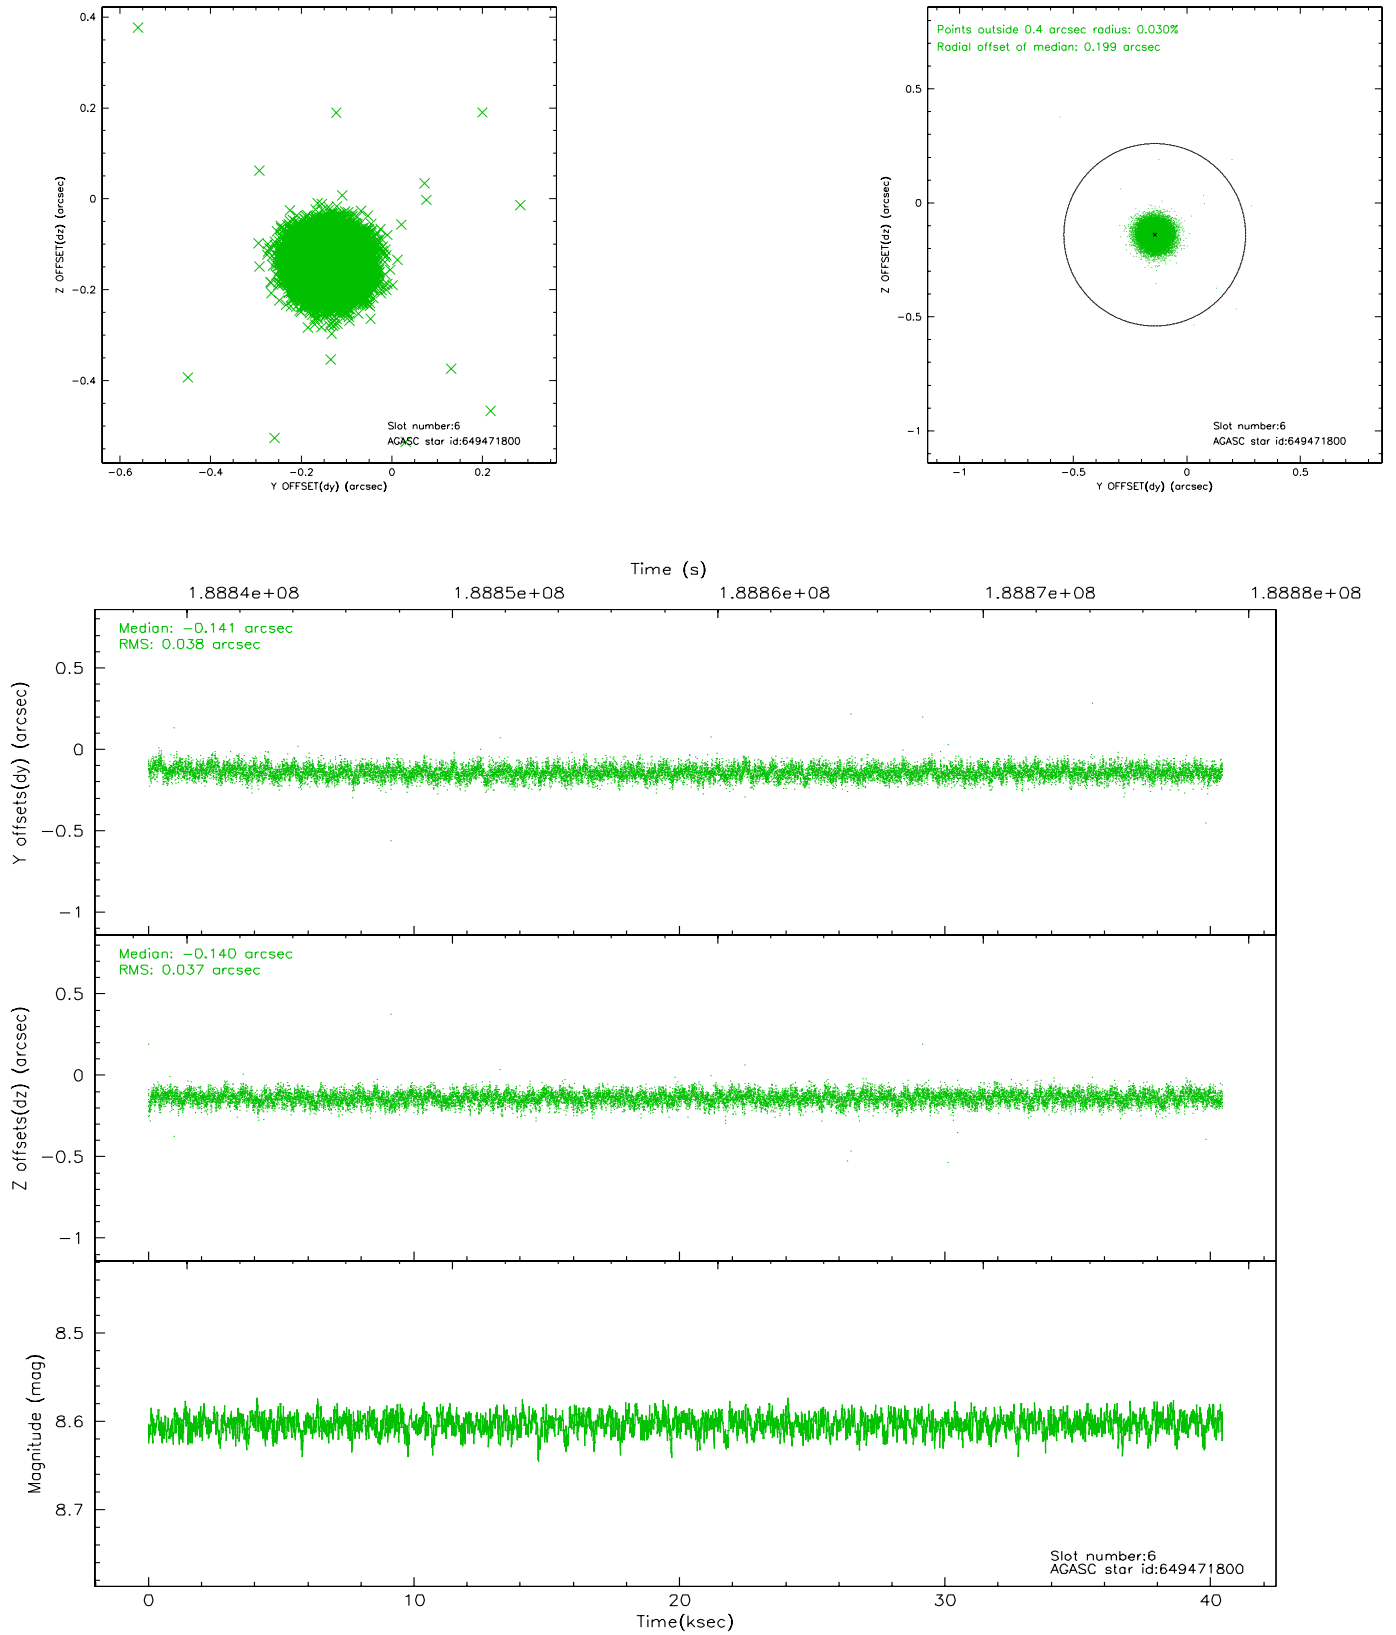 0.4
0.2
0
−0.2
−0.4
−0.6
−0.4
−0.2
0
0.2
Z OFFSET(dz) (arcsec)
Y OFFSET(dy) (arcsec)
Slot number:6
AGASC star id:649471800
Points outside 0.4 arcsec radius: 0.030%
Radial offset of median: 0.199 arcsec
0.5
0
−0.5
−1
−1
−0.5
0
0.5
Z OFFSET(dz) (arcsec)
Y OFFSET(dy) (arcsec)
Slot number:6
AGASC star id:649471800
Time (s)
1.8884e+08
1.8885e+08
1.8886e+08
1.8887e+08
1.8888e+08
Median: −0.141 arcsec
RMS: 0.038 arcsec
0.5
0
−0.5
−1
Y offsets(dy) (arcsec)
Median: −0.140 arcsec
RMS: 0.037 arcsec
0.5
0
−0.5
−1
Z offsets(dz) (arcsec)
8.5
8.6
8.7
Magnitude (mag)
Slot number:6
AGASC star id:649471800
0
10
20
30
40
Time(ksec)